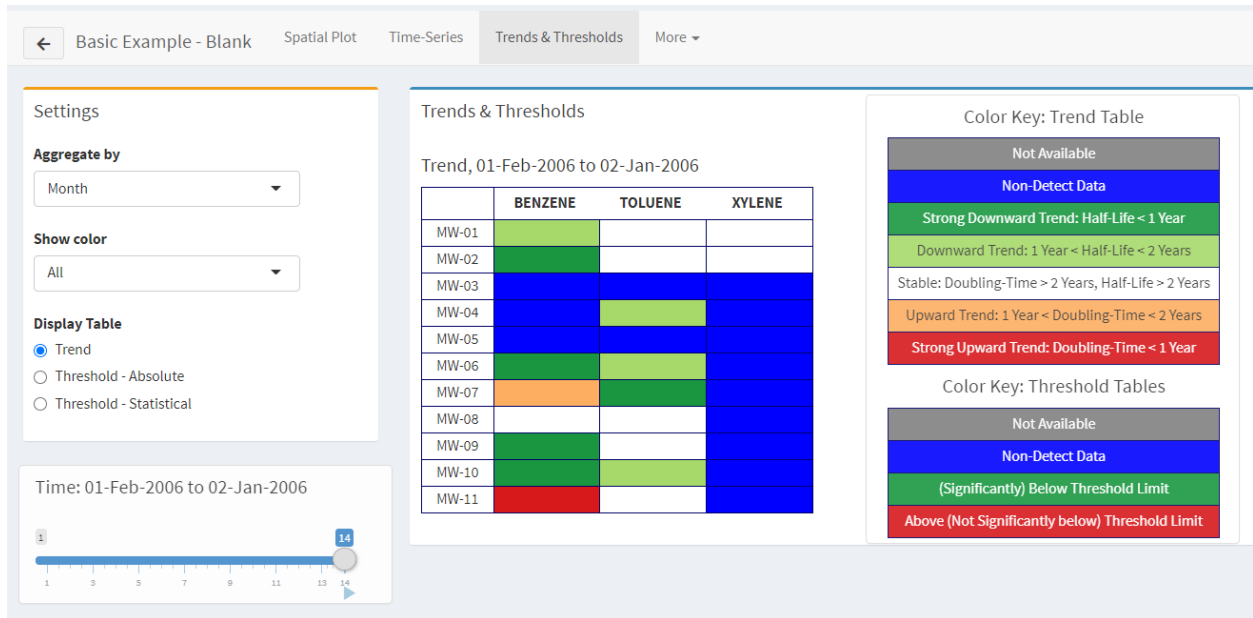 Basic Example - Blank Spatial Plot Time-Series Trends & Thresholds More
Settings
Aggregate by
Month
Show color
All
Display Table
Trend
Threshold - Absolute
Threshold - Statistical
Time: 01-Feb-2006 to 02-Jan-2006
1 14
1 3 5 7 9 11 13 14
Trends & Thresholds
Trend, 01-Feb-2006 to 02-Jan-2006
BENZENE TOLUENE XYLENE
MW-01
MW-02
MW-03
MW-04
MW-05
MW-06
MW-07
MW-08
MW-09
MW-10
MW-11
Color Key: Trend Table
Not Available
Non-Detect Data
Strong Downward Trend: Half-Life < 1 Year
Downward Trend: 1 Year < Half-Life < 2 Years
Stable: Doubling-Time > 2 Years, Half-Life > 2 Years
Upward Trend: 1 Year < Doubling-Time < 2 Years
Strong Upward Trend: Doubling-Time < 1 Year
Color Key: Threshold Tables
Not Available
Non-Detect Data
(Significantly) Below Threshold Limit
Above (Not Significantly below) Threshold Limit